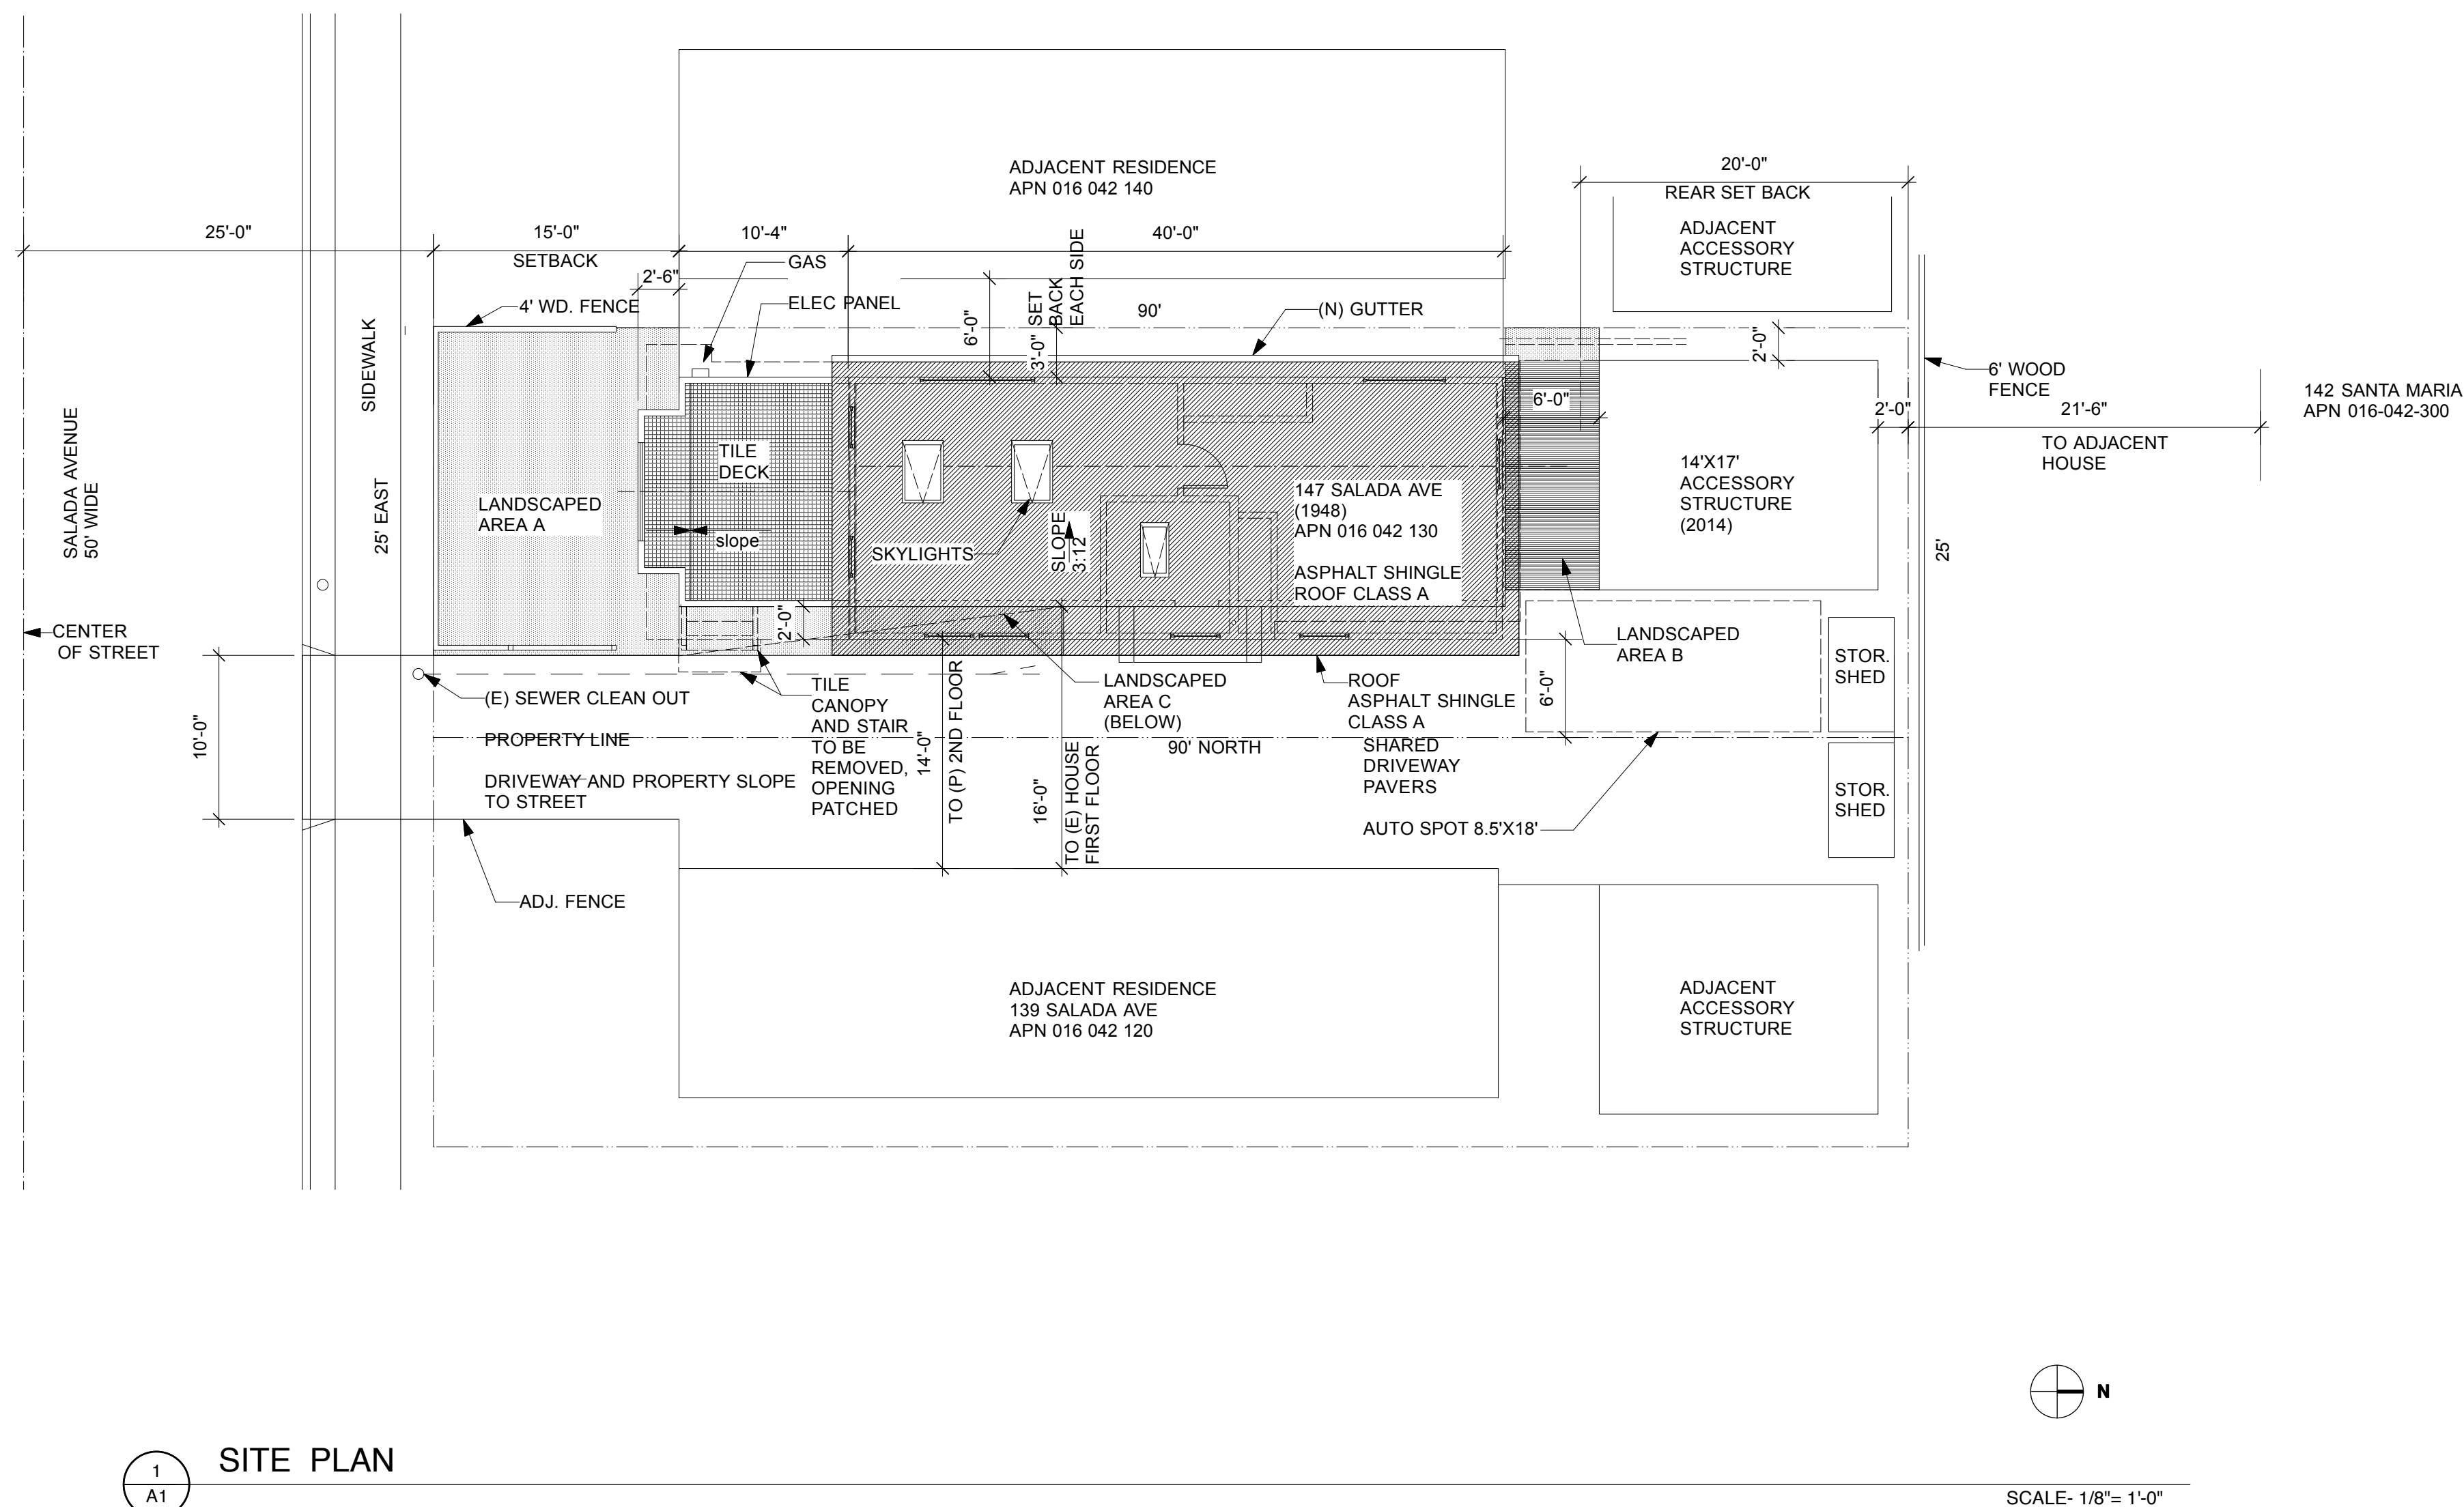 ADJACENT RESIDENCE
APN 016 042 140
20'-0"
REAR SET BACK
ADJACENT
ACCESSORY
STRUCTURE
25'-0"
15'-0"
SETBACK
10'-4"
40'-0"
2'-6"
GAS
4' WD. FENCE
ELEC PANEL
6'-0"
3'-0" SET
BACK
EACH SIDE
90'
(N) GUTTER
2'-0"
6' WOOD
FENCE
142 SANTA MARIA
APN 016-042-300
SIDEWALK
25' EAST
SALADA AVENUE
50' WIDE
6'-0"
2'-0"
21'-6"
TO ADJACENT
HOUSE
TILE
DECK
LANDSCAPED
AREA A
slope
SKYLIGHTS
SLOPE
3:12
147 SALADA AVE
(1948)
APN 016 042 130
ASPHALT SHINGLE
ROOF CLASS A
14'X17'
ACCESSORY
STRUCTURE
(2014)
25'
CENTER
OF STREET
2'-0"
LANDSCAPED
AREA B
STOR.
SHED
10'-0"
(E) SEWER CLEAN OUT
PROPERTY LINE
DRIVEWAY AND PROPERTY SLOPE
TO STREET
TILE
CANOPY
AND STAIR
TO BE
REMOVED,
OPENING
PATCHED
14'-0"
TO (P) 2ND FLOOR
16'-0"
TO (E) HOUSE
FIRST FLOOR
LANDSCAPED
AREA C
(BELOW)
90' NORTH
ROOF
ASPHALT SHINGLE
CLASS A
SHARED
DRIVEWAY
PAVERS
6'-0"
AUTO SPOT 8.5'X18'
STOR.
SHED
ADJ. FENCE
ADJACENT RESIDENCE
139 SALADA AVE
APN 016 042 120
ADJACENT
ACCESSORY
STRUCTURE
N
1
A1
SITE PLAN
SCALE- 1/8"= 1'-0"